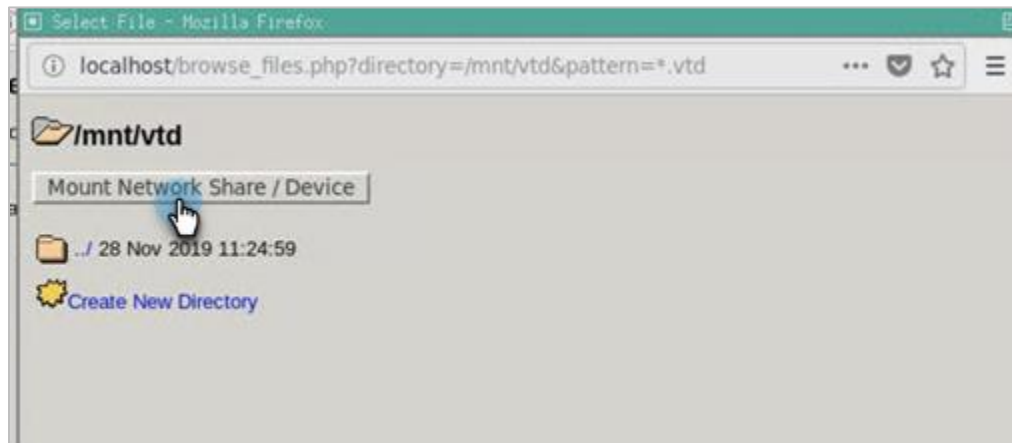 Select File - Mozilla Firefox
localhost/browse_files.php?directory=/mnt/vtd&pattern=*.vtd
/mnt/vtd
Mount Network Share / Device
../ 28 Nov 2019 11:24:59
Create New Directory